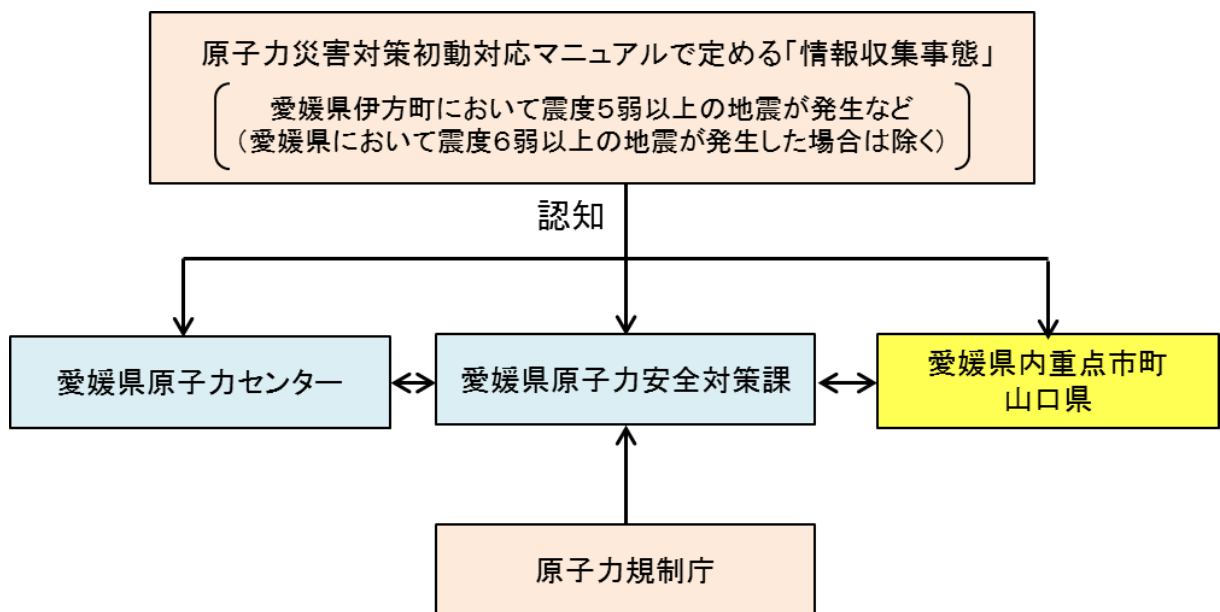 原子力災害対策初動対応マニュアルで定める「情報収集事態」
愛媛県伊方町において震度5弱以上の地震が発生など
(愛媛県において震度6弱以上の地震が発生した場合は除く)
認知
愛媛県原子力センター
愛媛県原子力安全対策課
愛媛県内重点市町
山口県
原子力規制庁